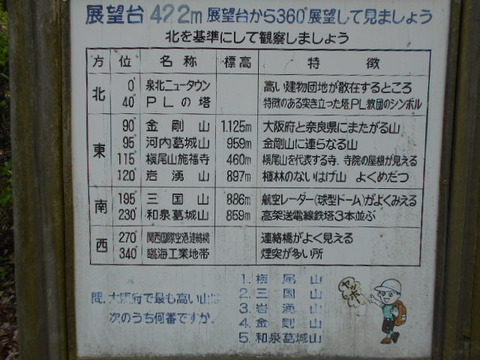 展望台 422m 展望台から360°展望して見ましょう
北を基準にして観察しましょう
方 位 名 称 標高 特 徴
北 0° 泉北ニュータウン 高い建物団地が散在するところ
40° PLの塔 特徴のある突き立った塔PL教団のシンボル
東 90° 金剛山 1.125m 大阪府と奈良県にまたがる山
95° 河内葛城山 959m 金剛山に連らなる山
115° 槇尾山施福寺 460m 槇尾山を代表する寺、寺院の屋根が見える
120° 岩湧山 897m 植林のないはげ山 よくめだつ
南 195° 三国山 886m 航空レーダー(球型ドーム)がよくみえる
230° 和泉葛城山 859m 高架送電線鉄塔3本並ぶ
西 270° 関西国際空港連絡橋 連絡橋がよく見える
340° 臨海工業地帯 煙突が多い所
問.大阪府で最も高い山は
次のうち何番ですか。
1.槇尾山
2.三国山
3.岩湧山
4.金剛山
5.和泉葛城山
ヤッホー